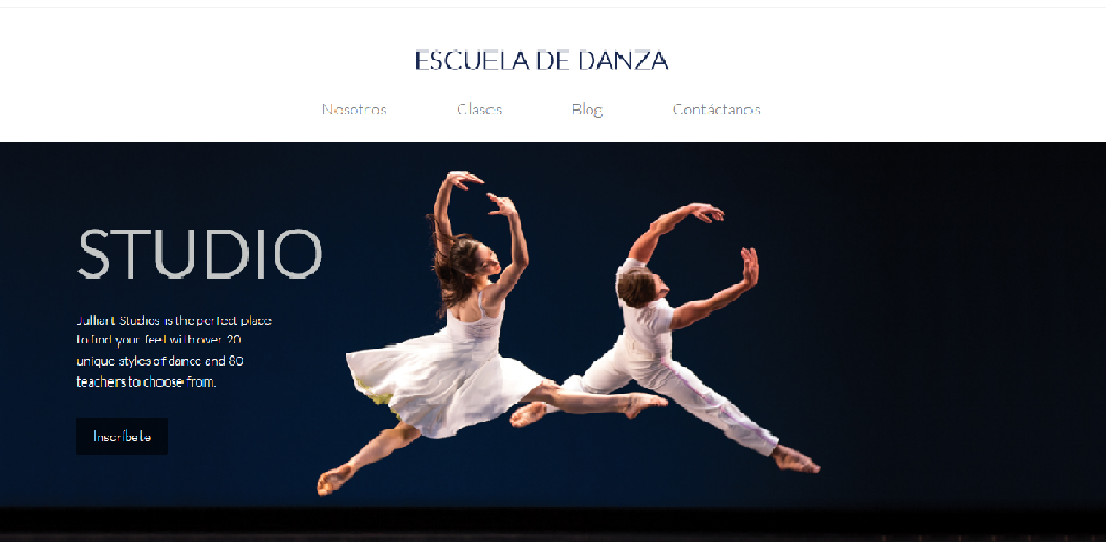 ESCUELA DE DANZA
Nosotros Clases Blog Contáctanos
STUDIO
Julliart Studios is the perfect place
to find your feet with over 20
unique styles of dance and 80
teachers to choose from.
Inscríbete